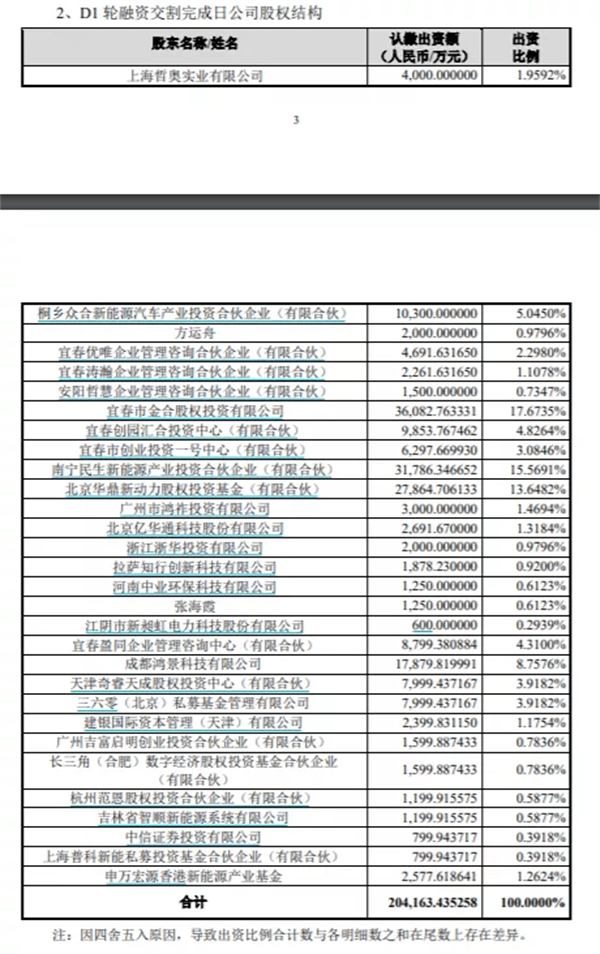 2、D1 轮融资交割完成日公司股权结构
股东名称/姓名 认缴出资额（人民币/万元） 出资比例
上海哲奥实业有限公司 4,000.000000 1.9592%
3
桐乡众合新能源汽车产业投资合伙企业（有限合伙） 10,300.000000 5.0450%
方运舟 2,000.000000 0.9796%
宜春优唯企业管理咨询合伙企业（有限合伙） 4,691.631650 2.2980%
宜春涛瀚企业管理咨询合伙企业（有限合伙） 2,261.631650 1.1078%
安阳哲慧企业管理咨询合伙企业（有限合伙） 1,500.000000 0.7347%
宜春市金合股权投资有限公司 36,082.763331 17.6735%
宜春创园汇合投资中心（有限合伙） 9,853.767462 4.8264%
宜春市创业投资一号中心（有限合伙） 6,297.669930 3.0846%
南宁民生新能源产业投资合伙企业（有限合伙） 31,786.346652 15.5691%
北京华鼎新动力股权投资基金（有限合伙） 27,864.706133 13.6482%
广州市鸿祚投资有限公司 3,000.000000 1.4694%
北京亿华通科技股份有限公司 2,691.670000 1.3184%
浙江浙华投资有限公司 2,000.000000 0.9796%
拉萨知行创新科技有限公司 1,878.230000 0.9200%
河南中业环保科技有限公司 1,250.000000 0.6123%
张海霞 1,250.000000 0.6123%
江阴市新昶虹电力科技股份有限公司 600.000000 0.2939%
宜春盈同企业管理咨询中心（有限合伙） 8,799.380884 4.3100%
成都鸿景科技有限公司 17,879.819991 8.7576%
天津奇睿天成股权投资中心（有限合伙） 7,999.437167 3.9182%
三六零（北京）私募基金管理有限公司 7,999.437167 3.9182%
建银国际资本管理（天津）有限公司 2,399.831150 1.1754%
广州吉富启明创业投资合伙企业（有限合伙） 1,599.887433 0.7836%
长三角（合肥）数字经济股权投资基金合伙企业
（有限合伙） 1,599.887433 0.7836%
杭州范恩股权投资合伙企业（有限合伙） 1,199.915575 0.5877%
吉林省智顺新能源系统有限公司 1,199.915575 0.5877%
中信证券投资有限公司 799.943717 0.3918%
上海普科新能私募投资基金合伙企业（有限合伙） 799.943717 0.3918%
申万宏源香港新能源产业基金 2,577.618641 1.2624%
合计 204,163.435258 100.0000%
注：因四舍五入原因，导致出资比例合计数与各明细数之和在尾数上存在差异。